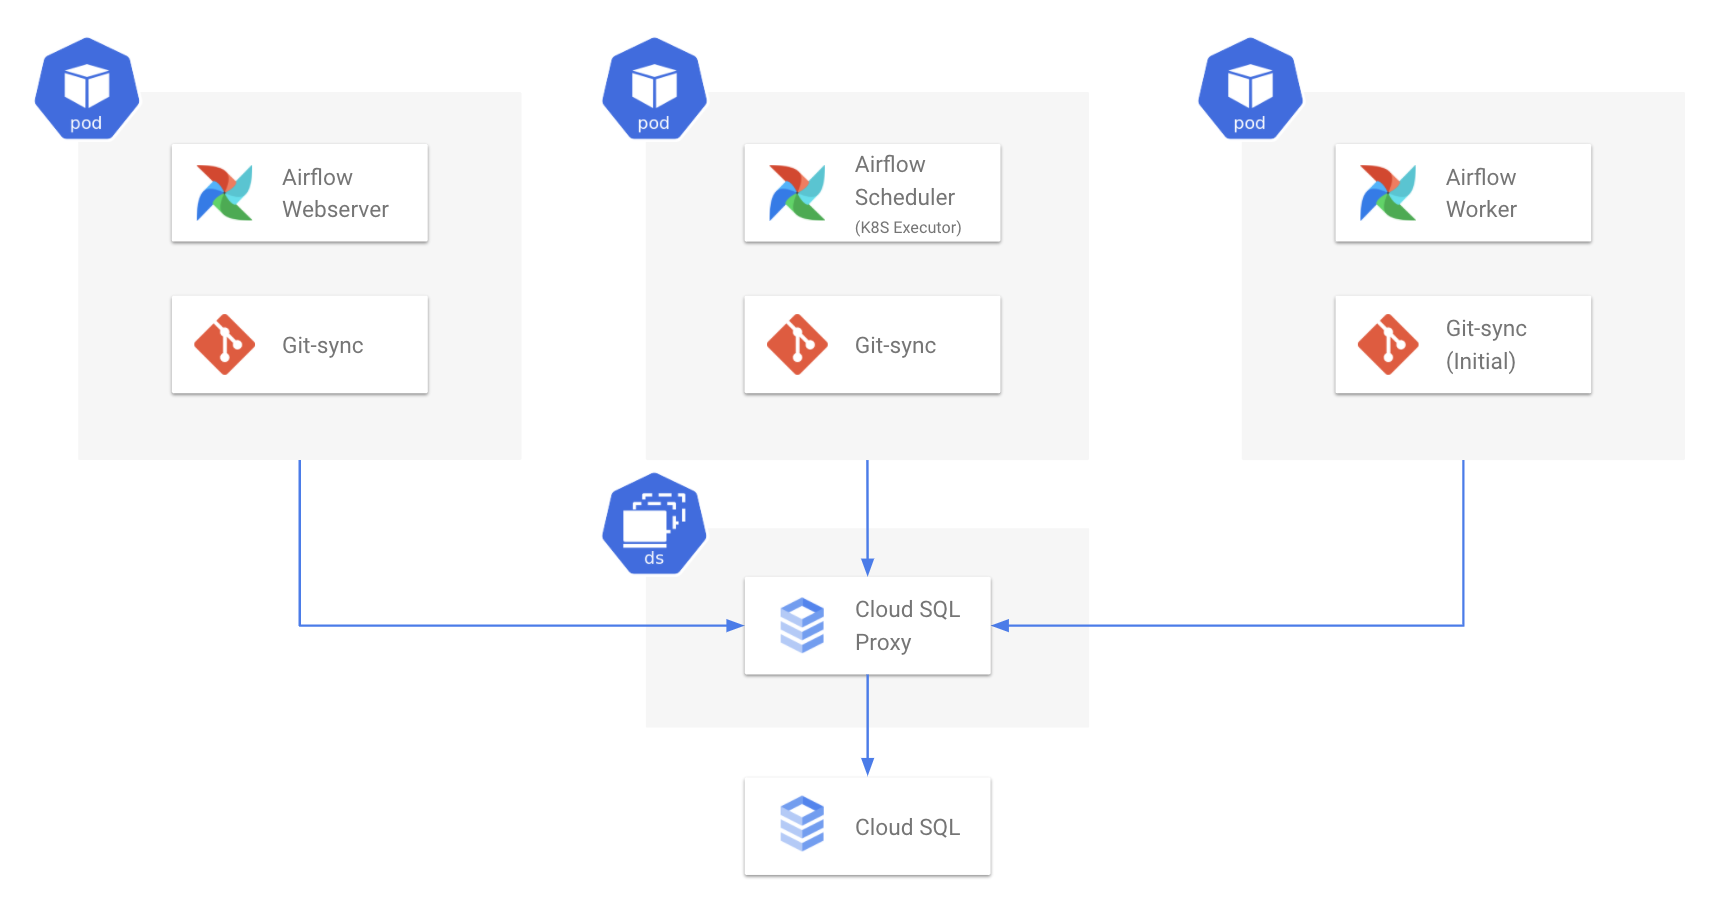 pod
Airflow
Webserver
Git-sync
pod
Airflow
Scheduler
(K8S Executor)
Git-sync
pod
Airflow
Worker
Git-sync
(Initial)
ds
Cloud SQL
Proxy
Cloud SQL